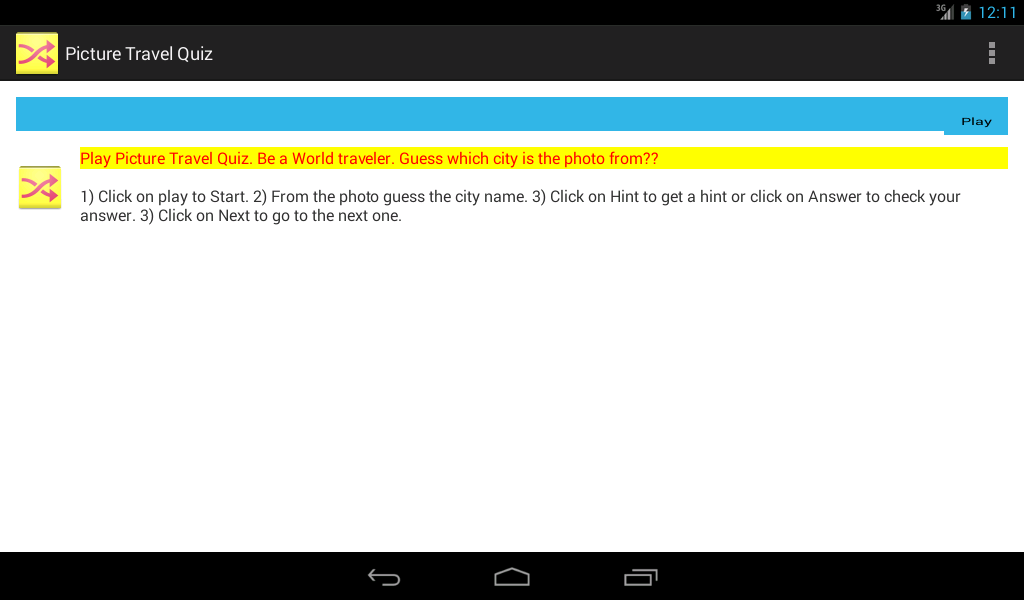 3G 12:11
Picture Travel Quiz
Play
Play Picture Travel Quiz. Be a World traveler. Guess which city is the photo from??
1) Click on play to Start. 2) From the photo guess the city name. 3) Click on Hint to get a hint or click on Answer to check your
answer. 3) Click on Next to go to the next one.